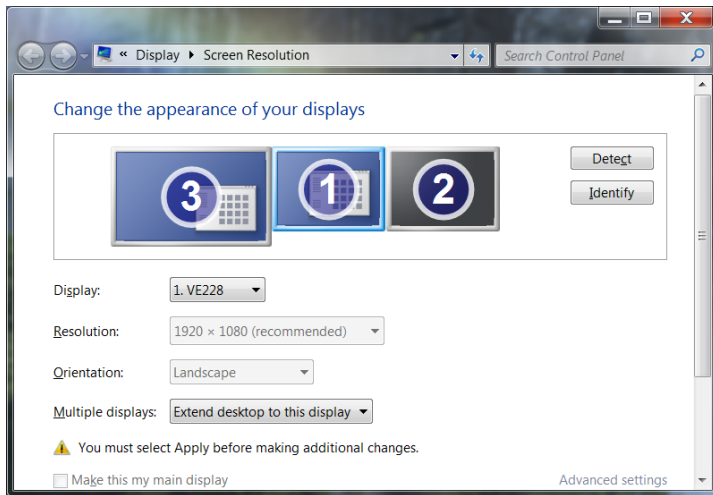 « Display ▸ Screen Resolution
Search Control Panel
Change the appearance of your displays
3
1
2
Detect
Identify
Display:
1. VE228
Resolution:
1920 × 1080 (recommended)
Orientation:
Landscape
Multiple displays:
Extend desktop to this display
You must select Apply before making additional changes.
Make this my main display
Advanced settings